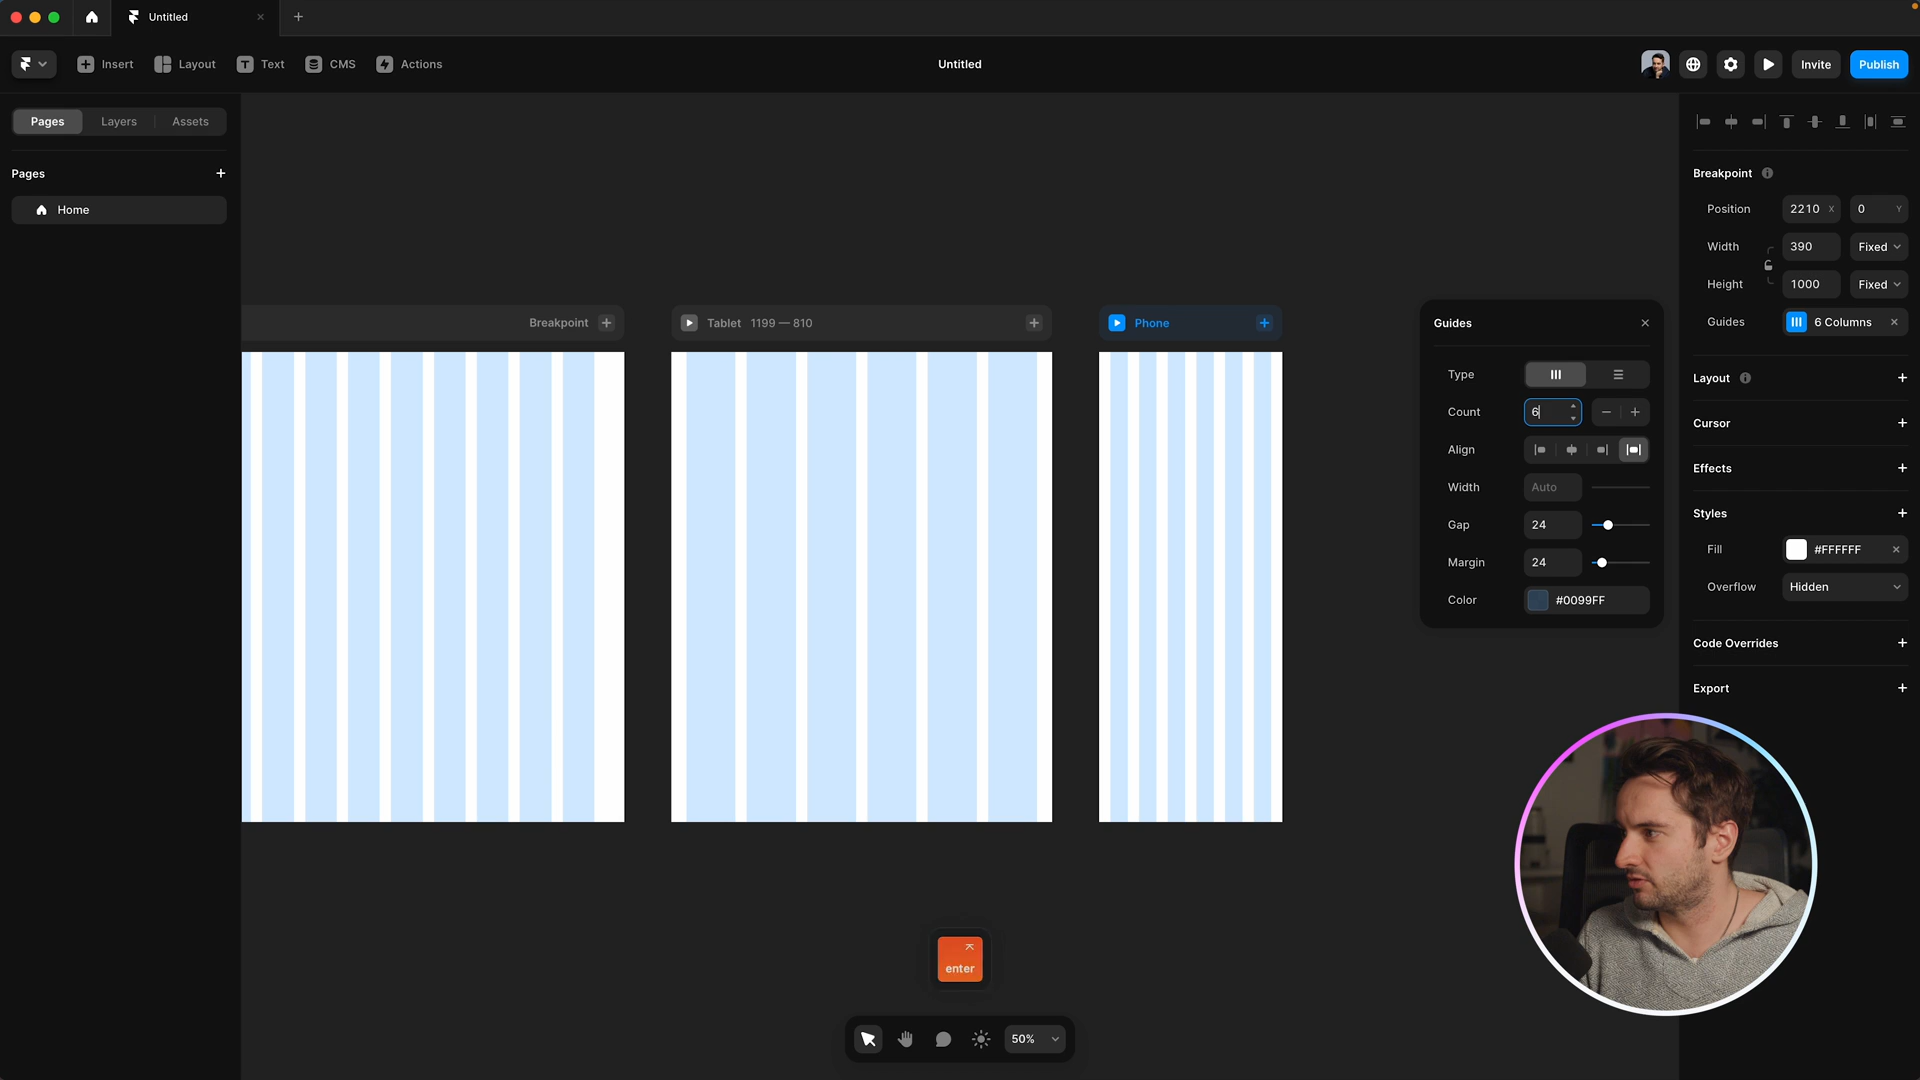 Untitled
Insert
Layout
Text
CMS
Actions
Untitled
Invite
Publish
Pages
Layers
Assets
Pages
Home
Breakpoint
Tablet 1199 — 810
Phone
Guides
Type
Count
6
Align
Width
Auto
Gap
24
Margin
24
Color
#0099FF
Breakpoint
Position
2210 X
0 Y
Width
390
Fixed
Height
1000
Fixed
Guides
6 Columns
Layout
Cursor
Effects
Styles
Fill
#FFFFFF
Overflow
Hidden
Code Overrides
Export
enter
50%